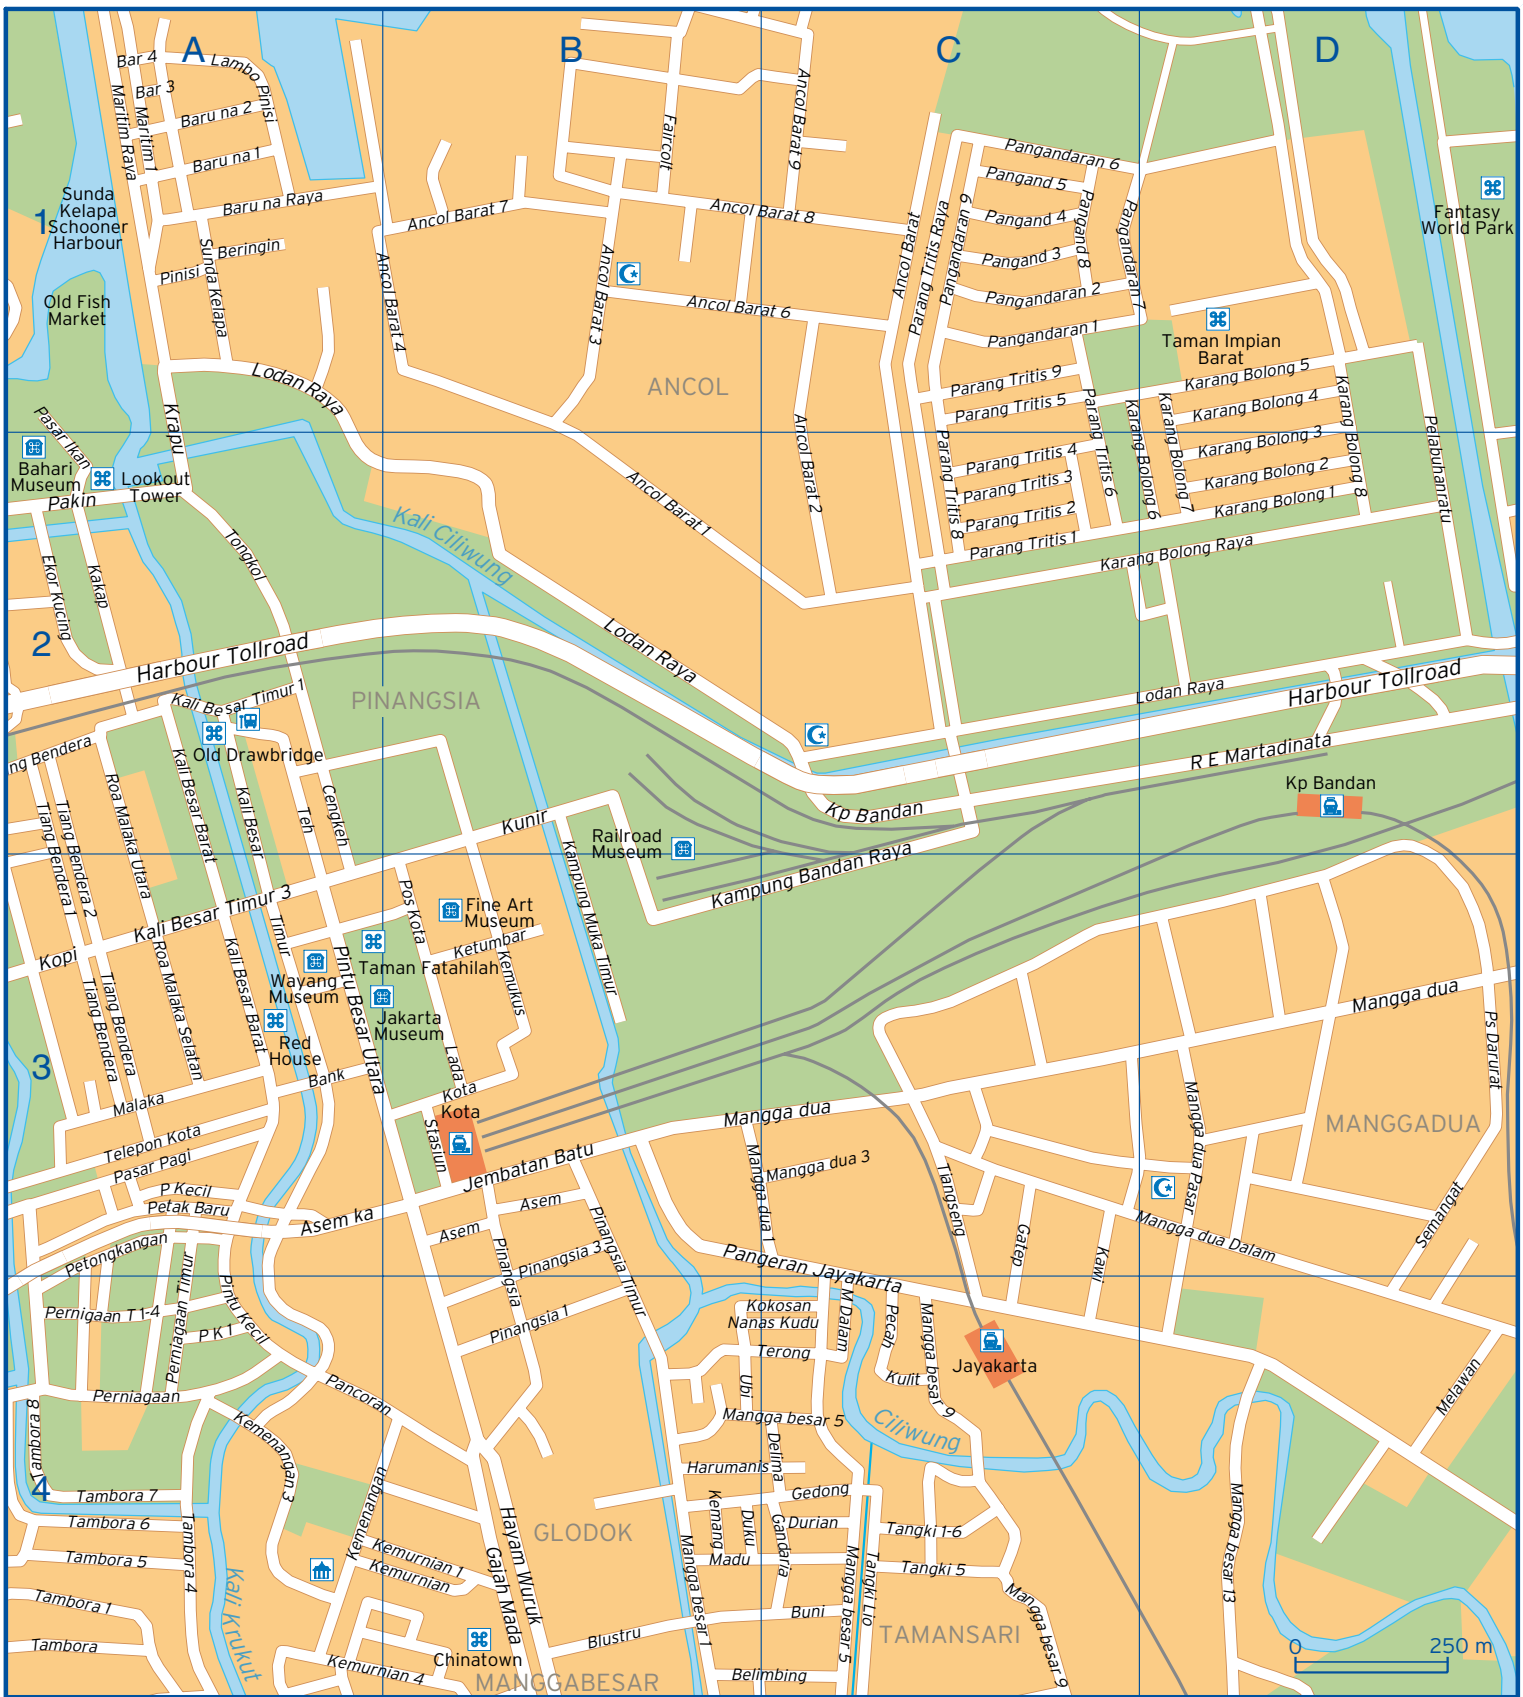 A
B
C
D
1
2
3
4
Bar 4
Lambo Pinisi
Bar 3
Baru na 2
Maritim Raya
Maritim 1
Baru na 1
Baru na Raya
Sunda
Kelapa
Schooner
Harbour
Pinisi
Beringin
Sunda Kelapa
Old Fish
Market
Ancol Barat 4
Ancol Barat 7
Faircolt
Ancol Barat 9
Ancol Barat 8
Ancol Barat 3
Ancol Barat 6
Ancol Barat
Parang Tritis Raya
Pangandaran 9
Pangandaran 6
Pangand 5
Pangand 4
Pangand 3
Pangand 8
Pangandaran 7
Pangandaran 2
Pangandaran 1
Fantasy
World Park
Taman Impian
Barat
Lodan Raya
Krapu
ANCOL
Parang Tritis 9
Parang Tritis 5
Karang Bolong 5
Karang Bolong 4
Karang Bolong 3
Karang Bolong 2
Karang Bolong 1
Karang Bolong 6
Karang Bolong 7
Karang Bolong 8
Pelabuhanratu
Parang Tritis 4
Parang Tritis 3
Parang Tritis 2
Parang Tritis 1
Parang Tritis 6
Parang Tritis 8
Karang Bolong Raya
Ancol Barat 2
Ancol Barat 1
Pasar Ikan
Bahari
Museum
Lookout
Tower
Pakin
Ekor Kucing
Kakap
Tongkol
Kali Ciliwung
Lodan Raya
Harbour Tollroad
PINANGSIA
Kali Besar Timur 1
Old Drawbridge
Lodan Raya
Harbour Tollroad
R E Martadinata
Kp Bandan
Kp Bandan
ng Bendera
Tiang Bendera 1
Tiang Bendera 2
Roa Malaka Utara
Kali Besar Barat
Kali Besar
Teh
Cengkeh
Kunir
Railroad
Museum
Kampung Bandan Raya
Kali Besar Timur 3
Kopi
Timur
Pos Kota
Fine Art
Museum
Ketumbar
Kemukus
Kampung Muka Timur
Taman Fatahilah
Wayang
Museum
Pintu Besar Utara
Jakarta
Museum
Red
House
Tiang Bendera
Tiang Bendera
Roa Malaka Selatan
Kali Besar Barat
Bank
Malaka
Lada
Kota
Kota
Stasiun
Telepon Kota
Pasar Pagi
P Kecil
Petak Baru
Jembatan Batu
Asem ka
Asem
Asem
Mangga dua
Mangga dua
Ps Darurat
Mangga dua Pasar
MANGGADUA
Mangga dua 3
Mangga dua 1
Tiangseng
Gatep
Kawi
Mangga dua Dalam
Semangat
Petongkangan
Pinangsia 3
Pinangsia
Pinangsia Timur
Pinangsia 1
Pangeran Jayakarta
Perniagaan Timur
Pintu Kecil
Pernigaan T 1-4
P K 1
Perniagaan
Kokosan
Nanas Kudu
Terong
M Dalam
Pecah
Kulit
Mangga besar 9
Jayakarta
Melawan
Pancoran
Ubi
Mangga besar 5
Ciliwung
Tambora 8
Kemenangan 3
Kemenangan
Tambora 7
Tambora 6
Tambora 5
Tambora 4
Tambora 1
Tambora
Kali Krukut
Harumanis
Delima
Gedong
Kemang
Duku
Gandaria
Durian
Madu
Tangki 1-6
Tangki 5
Tangki Lio
Mangga besar 5
Mangga besar 1
Mangga besar 13
Mangga besar 9
GLODOK
Hayam Wuruk
Gajah Mada
Kemurnian 1
Kemurnian
Kemurnian 4
Chinatown
Blustru
Buni
Belimbing
TAMANSARI
MANGGABESAR
0
250 m